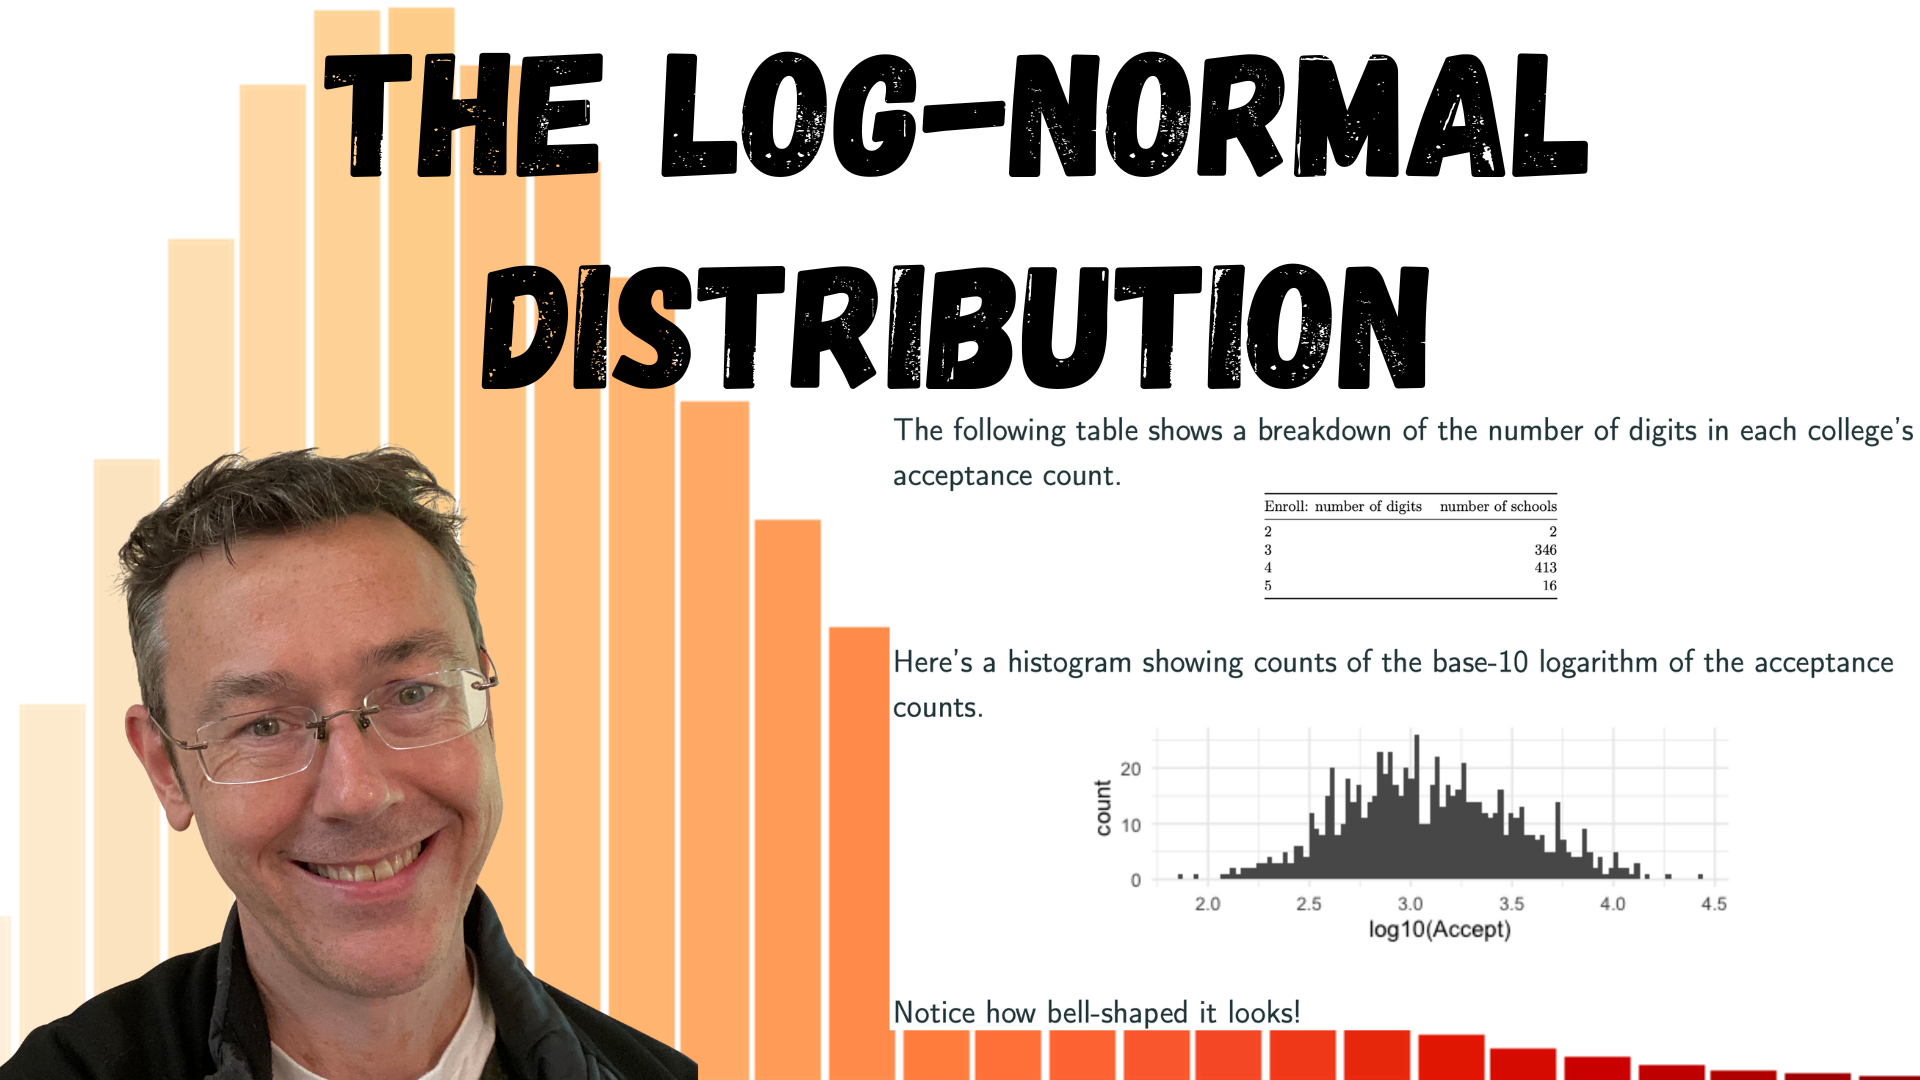 THE LOG-NORMAL
DISTRIBUTION
The following table shows a breakdown of the number of digits in each college's
acceptance count.
Enroll: number of digits number of schools
2 2
3 346
4 413
5 16
Here's a histogram showing counts of the base-10 logarithm of the acceptance
counts.
20
10
0
count
2.0 2.5 3.0 3.5 4.0 4.5
log10(Accept)
Notice how bell-shaped it looks!